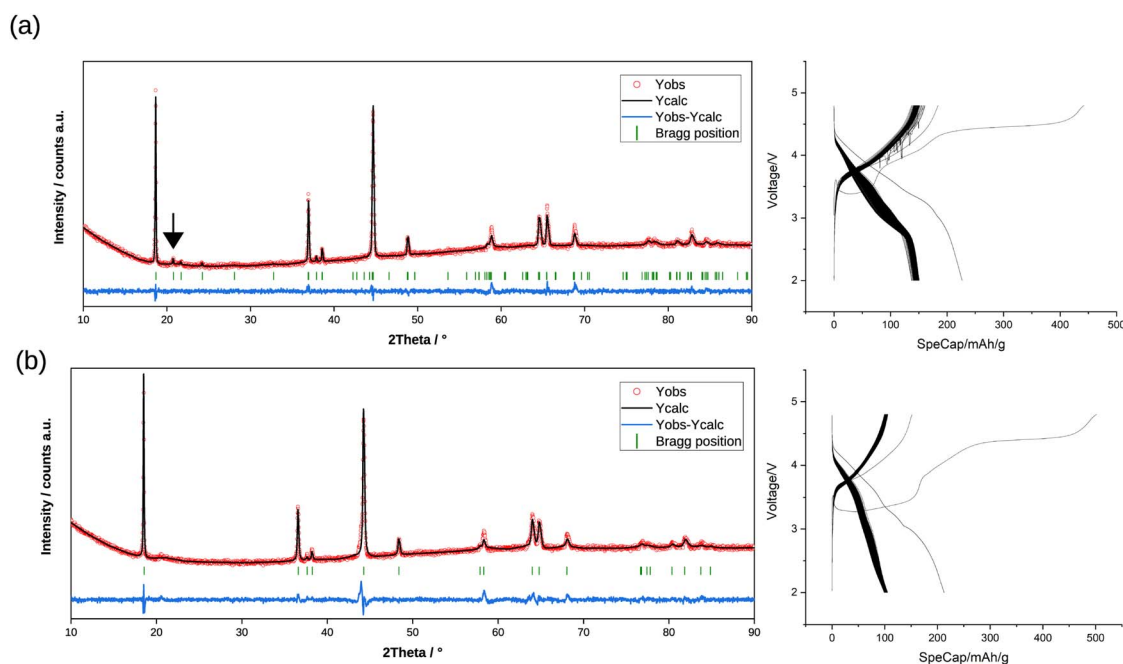 (a)
Intensity / counts a.u.
Yobs
Ycalc
Yobs-Ycalc
Bragg position
10 20 30 40 50 60 70 80 90
2Theta / °
Voltage/V
5
4
3
2
0 100 200 300 400 500
SpeCap/mAh/g
(b)
Intensity / counts a.u.
Yobs
Ycalc
Yobs-Ycalc
Bragg position
10 20 30 40 50 60 70 80 90
2Theta / °
Voltage/V
5
4
3
2
0 100 200 300 400 500
SpeCap/mAh/g